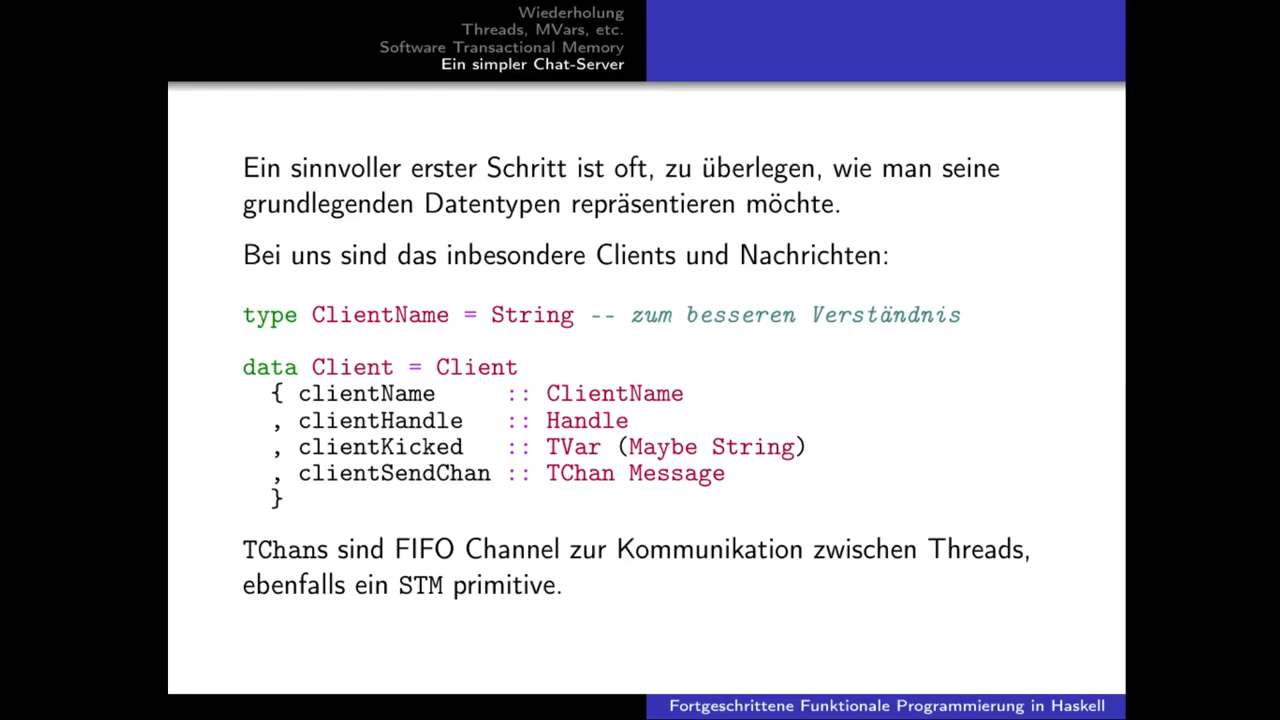 Wiederholung
Threads, MVars, etc.
Software Transactional Memory
Ein simpler Chat-Server
Ein sinnvoller erster Schritt ist oft, zu überlegen, wie man seine
grundlegenden Datentypen repräsentieren möchte.
Bei uns sind das inbesondere Clients und Nachrichten:
type ClientName = String -- zum besseren Verständnis
data Client = Client
{ clientName :: ClientName
, clientHandle :: Handle
, clientKicked :: TVar (Maybe String)
, clientSendChan :: TChan Message
}
TChans sind FIFO Channel zur Kommunikation zwischen Threads,
ebenfalls ein STM primitive.
Fortgeschrittene Funktionale Programmierung in Haskell